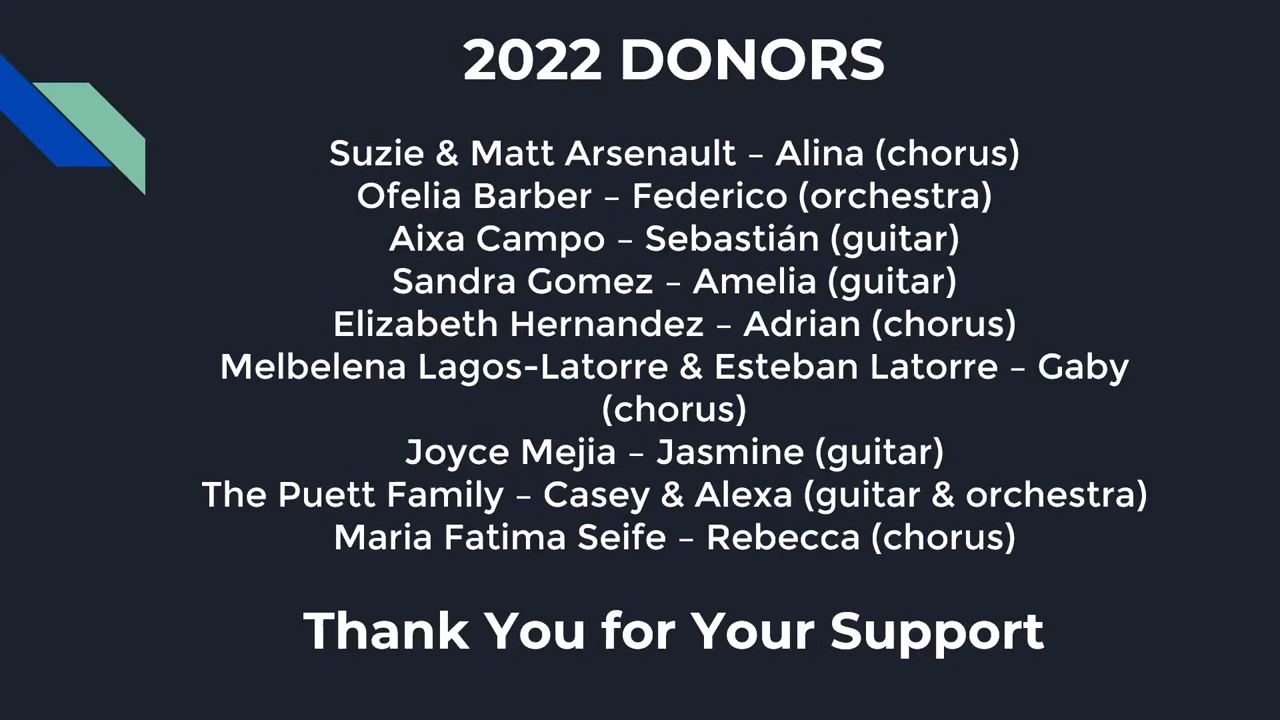 2022 DONORS
Suzie & Matt Arsenault – Alina (chorus)
Ofelia Barber – Federico (orchestra)
Aixa Campo – Sebastián (guitar)
Sandra Gomez – Amelia (guitar)
Elizabeth Hernandez – Adrian (chorus)
Melbelena Lagos-Latorre & Esteban Latorre – Gaby
(chorus)
Joyce Mejia – Jasmine (guitar)
The Puett Family – Casey & Alexa (guitar & orchestra)
Maria Fatima Seife – Rebecca (chorus)
Thank You for Your Support